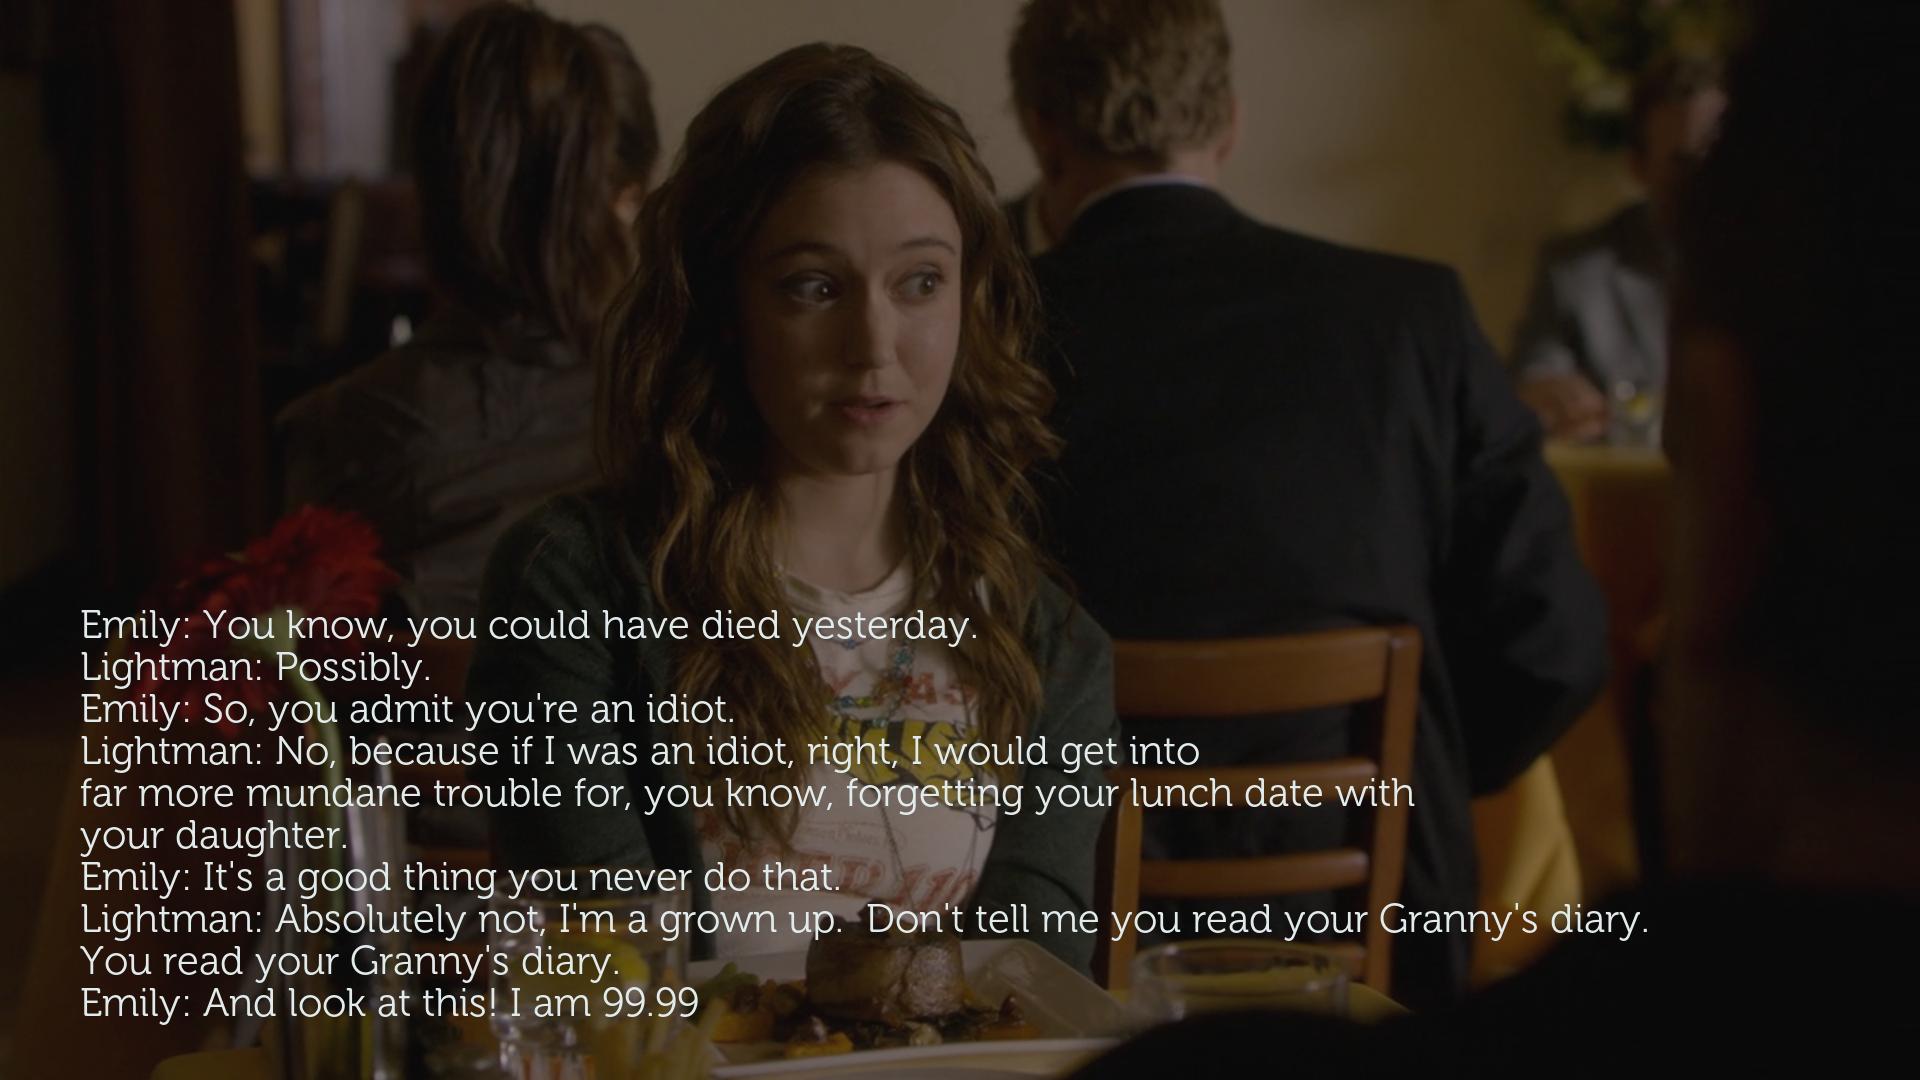 Emily: You know, you could have died yesterday.
Lightman: Possibly.
Emily: So, you admit you're an idiot.
Lightman: No, because if I was an idiot, right, I would get into
far more mundane trouble for, you know, forgetting your lunch date with
your daughter.
Emily: It's a good thing you never do that.
Lightman: Absolutely not, I'm a grown up.  Don't tell me you read your Granny's diary.
You read your Granny's diary.
Emily: And look at this! I am 99.99